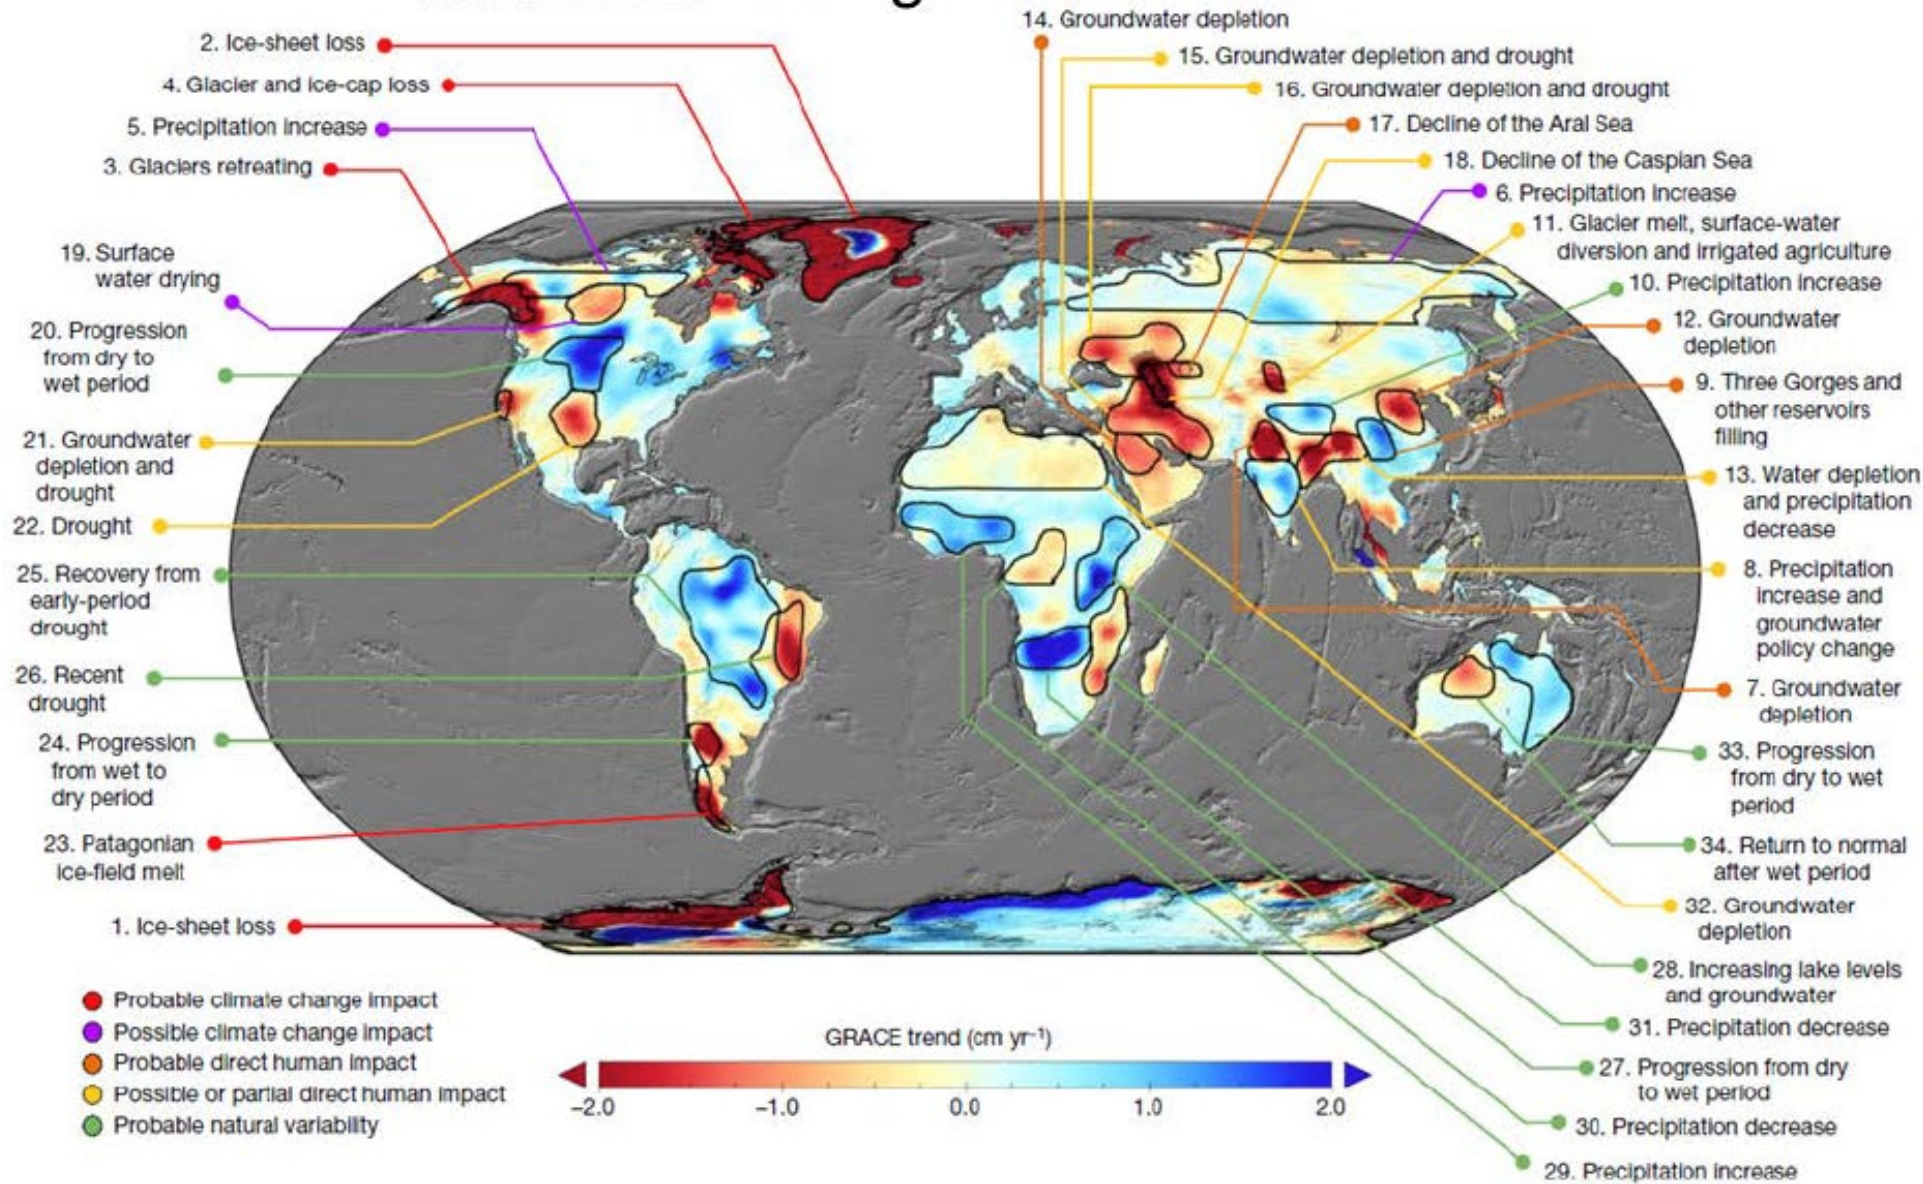 14. Groundwater depletion
2. Ice-sheet loss
15. Groundwater depletion and drought
4. Glacier and ice-cap loss
16. Groundwater depletion and drought
5. Precipitation increase
17. Decline of the Aral Sea
3. Glaciers retreating
18. Decline of the Caspian Sea
6. Precipitation increase
11. Glacier melt, surface-water
diversion and irrigated agriculture
19. Surface
water drying
10. Precipitation increase
20. Progression
from dry to
wet period
12. Groundwater
depletion
9. Three Gorges and
other reservoirs
filling
21. Groundwater
depletion and
drought
13. Water depletion
and precipitation
decrease
22. Drought
25. Recovery from
early-period
drought
8. Precipitation
increase and
groundwater
policy change
26. Recent
drought
7. Groundwater
depletion
24. Progression
from wet to
dry period
33. Progression
from dry to wet
period
23. Patagonian
ice-field melt
34. Return to normal
after wet period
1. Ice-sheet loss
32. Groundwater
depletion
28. Increasing lake levels
and groundwater
31. Precipitation decrease
27. Progression from dry
to wet period
30. Precipitation decrease
29. Precipitation increase
Probable climate change impact
Possible climate change impact
Probable direct human impact
Possible or partial direct human impact
Probable natural variability
GRACE trend (cm yr⁻¹)
−2.0 −1.0 0.0 1.0 2.0